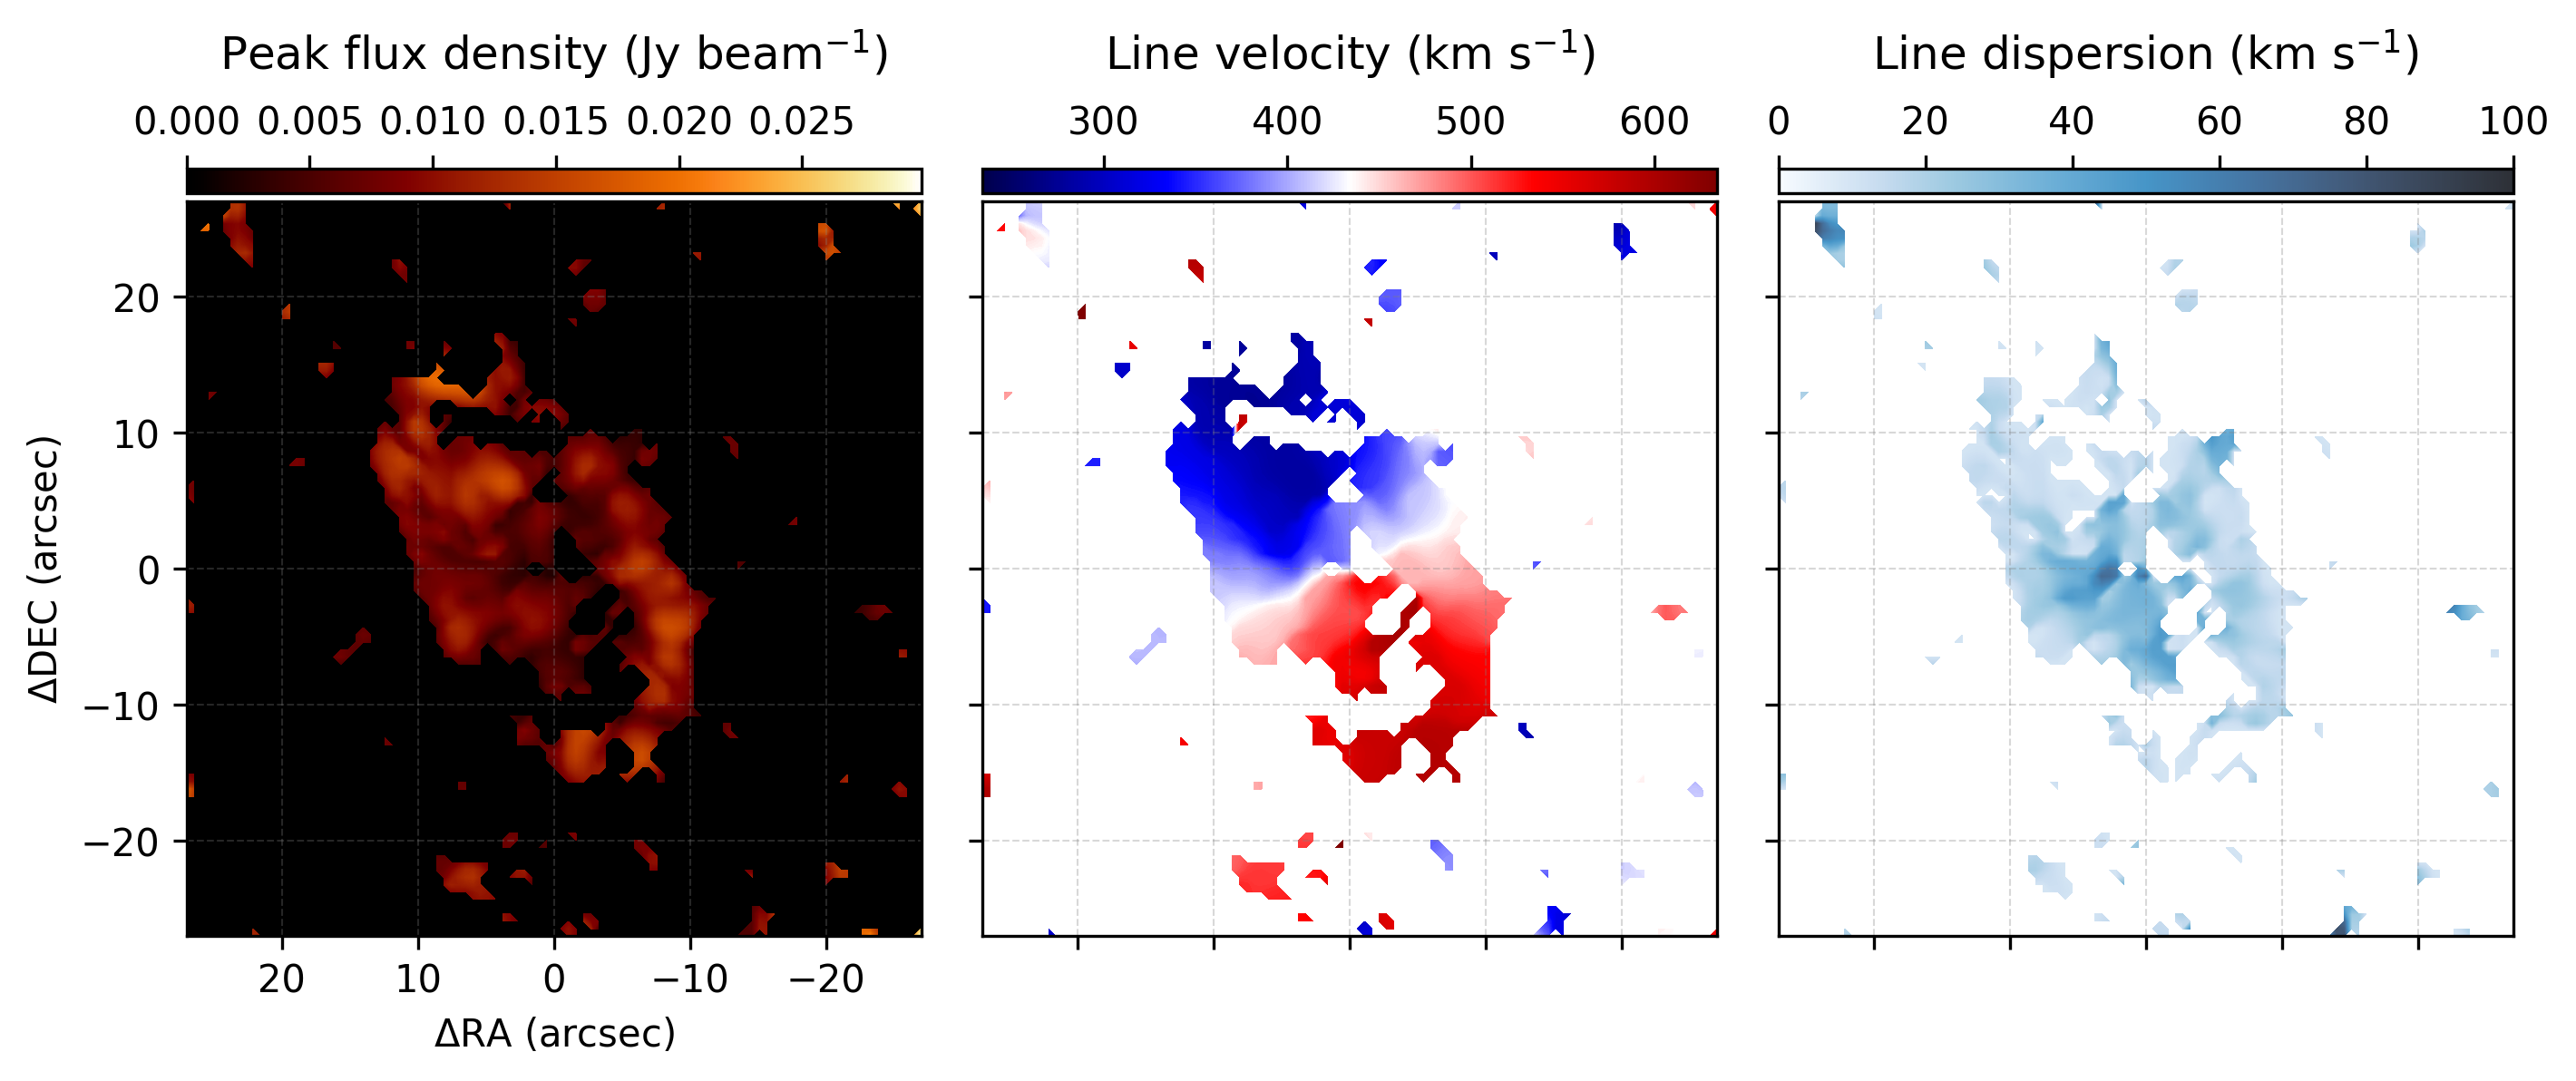 Peak flux density (Jy beam⁻¹)
0.000 0.005 0.010 0.015 0.020 0.025
Line velocity (km s⁻¹)
300 400 500 600
Line dispersion (km s⁻¹)
0 20 40 60 80 100
20
10
0
−10
−20
ΔDEC (arcsec)
20 10 0 −10 −20
ΔRA (arcsec)